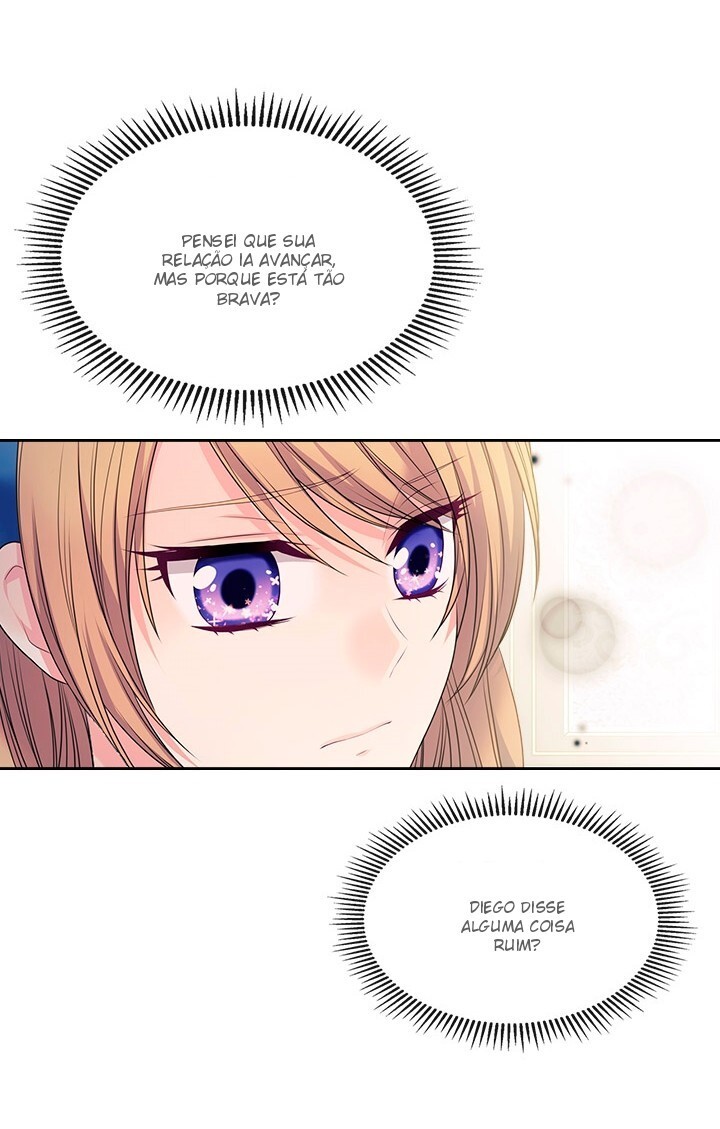 PENSEI QUE SUA
RELAÇÃO IA AVANÇAR,
MAS PORQUE ESTÁ TÃO
BRAVA?
DIEGO DISSE
ALGUMA COISA
RUIM?